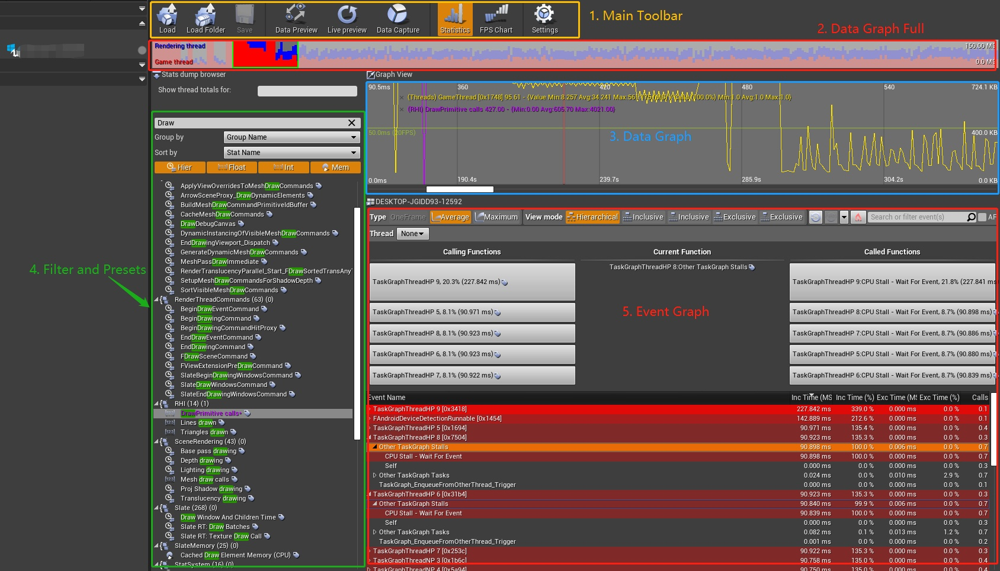 Load
Load Folder
Save
Data Preview
Live preview
Data Capture
Statistics
FPS Chart
Settings
1. Main Toolbar
2. Data Graph Full
Rendering thread
150.00 MS
Game thread
0.0 MS
Stats dump browser
Graph View
Show thread totals for:
90.5ms 360 420 480 540 724.1 KB
(RHI) DrawPrimitive calls 427.00 - {Min:0.00 Avg:605.70 Max:4021.00}
50.0ms (20FPS)
3. Data Graph
400.0 KB
0.0ms 190.4s 239.7s 285.9s 304.2s 0.0 KB
Draw
Group by Group Name
Sort by Stat Name
Hier Float Int Mem
ApplyViewOverridesToMeshDrawCommands
ArrowSceneProxy_DrawDynamicElements
BuildMeshDrawCommandPrimitiveIdBuffer
CacheMeshDrawCommands
DrawDebugCanvas
DynamicInstancingOfVisibleMeshDrawCommands
EndDrawingViewport_Dispatch
GenerateDynamicMeshDrawCommands
MeshPassDrawImmediate
RenderTranslucencyParallel_Start_FDrawSortedTransAny
SetupMeshDrawCommandsForShadowDepth
SortVisibleMeshDrawCommands
RenderThreadCommands (63) (0)
BeginDrawEventCommand
BeginDrawingCommand
BeginDrawingCommandHitProxy
EndDrawEventCommand
EndDrawingCommand
FDrawSceneCommand
FViewExtensionPreDrawCommand
SlateBeginDrawingWindowsCommand
SlateDrawWindowsCommand
SlateEndDrawingWindowsCommand
RHI (14) (1)
DrawPrimitive calls*
Lines drawn
Triangles drawn
SceneRendering (43) (0)
Base pass drawing
Depth drawing
Lighting drawing
Mesh draw calls
Proj Shadow drawing
Translucency drawing
Slate (268) (0)
Draw Window And Children Time
Slate RT: Draw Batches
Slate RT: Texture Draw Call
SlateMemory (25) (0)
Cached Draw Element Memory (CPU)
StatSystem (16) (0)
4. Filter and Presets
DESKTOP-JGIDD93-12592
Type OneFrame Average Maximum View mode Hierarchical Inclusive Inclusive Exclusive Exclusive Search or filter event(s) AF
Thread None
Calling Functions Current Function Called Functions
TaskGraphThreadHP 8:Other TaskGraph Stalls
TaskGraphThreadHP 9, 20.3% (227.842 ms)
TaskGraphThreadHP 9:CPU Stall - Wait For Event, 21.8% (227.841 ms
TaskGraphThreadHP 5, 8.1% (90.971 ms)
TaskGraphThreadHP 8:CPU Stall - Wait For Event, 8.7% (90.898 ms)
5. Event Graph
TaskGraphThreadHP 8, 8.1% (90.923 ms)
TaskGraphThreadHP 7:CPU Stall - Wait For Event, 8.7% (90.886 ms)
TaskGraphThreadHP 6, 8.1% (90.923 ms)
TaskGraphThreadHP 5:CPU Stall - Wait For Event, 8.7% (90.880 ms)
TaskGraphThreadHP 7, 8.1% (90.922 ms)
TaskGraphThreadHP 6:CPU Stall - Wait For Event, 8.7% (90.839 ms)
Event Name Inc Time (MS Inc Time (%) Exc Time (MS Exc Time (%) Calls
TaskGraphThreadHP 9 [0x3418] 227.842 ms 339.0 % 0.000 ms 0.0 % 0.1
FAndroidDeviceDetectionRunnable [0x1454] 142.889 ms 212.6 % 0.000 ms 0.0 % 0.1
TaskGraphThreadHP 5 [0x1694] 90.971 ms 135.4 % 0.000 ms 0.0 % 0.4
TaskGraphThreadHP 8 [0x7504] 90.923 ms 135.3 % 0.000 ms 0.0 % 0.3
Other TaskGraph Stalls 90.898 ms 100.0 % 0.006 ms 0.0 % 0.7
CPU Stall - Wait For Event 90.898 ms 100.0 % 0.000 ms 0.0 % 0.7
Self 0.000 ms 0.0 % 0.000 ms 0.0 % 0.3
Other TaskGraph Tasks 0.024 ms 0.0 % 0.010 ms 2.9 % 0.7
TaskGraph_EnqueueFromOtherThread_Trigger 0.000 ms 0.0 % 0.000 ms 0.0 % 0.1
TaskGraphThreadHP 6 [0x31b4] 90.923 ms 135.3 % 0.000 ms 0.0 % 0.3
Other TaskGraph Stalls 90.840 ms 99.9 % 0.006 ms 0.0 % 0.7
CPU Stall - Wait For Event 90.839 ms 100.0 % 0.000 ms 0.0 % 0.7
Self 0.000 ms 0.0 % 0.000 ms 0.0 % 0.3
Other TaskGraph Tasks 0.082 ms 0.1 % 0.013 ms 1.2 % 0.7
TaskGraph_EnqueueFromOtherThread_Trigger 0.001 ms 0.0 % 0.000 ms 0.0 % 0.2
TaskGraphThreadHP 7 [0x253c] 90.922 ms 135.3 % 0.000 ms 0.0 % 0.3
TaskGraphThreadNP 3 [0x1b6c] 90.758 ms 135.0 % 0.000 ms 0.0 % 0.4
TaskGraphThreadNP 4 [0x5a94] 90.750 ms 135.0 % 0.000 ms 0.0 % 0.4